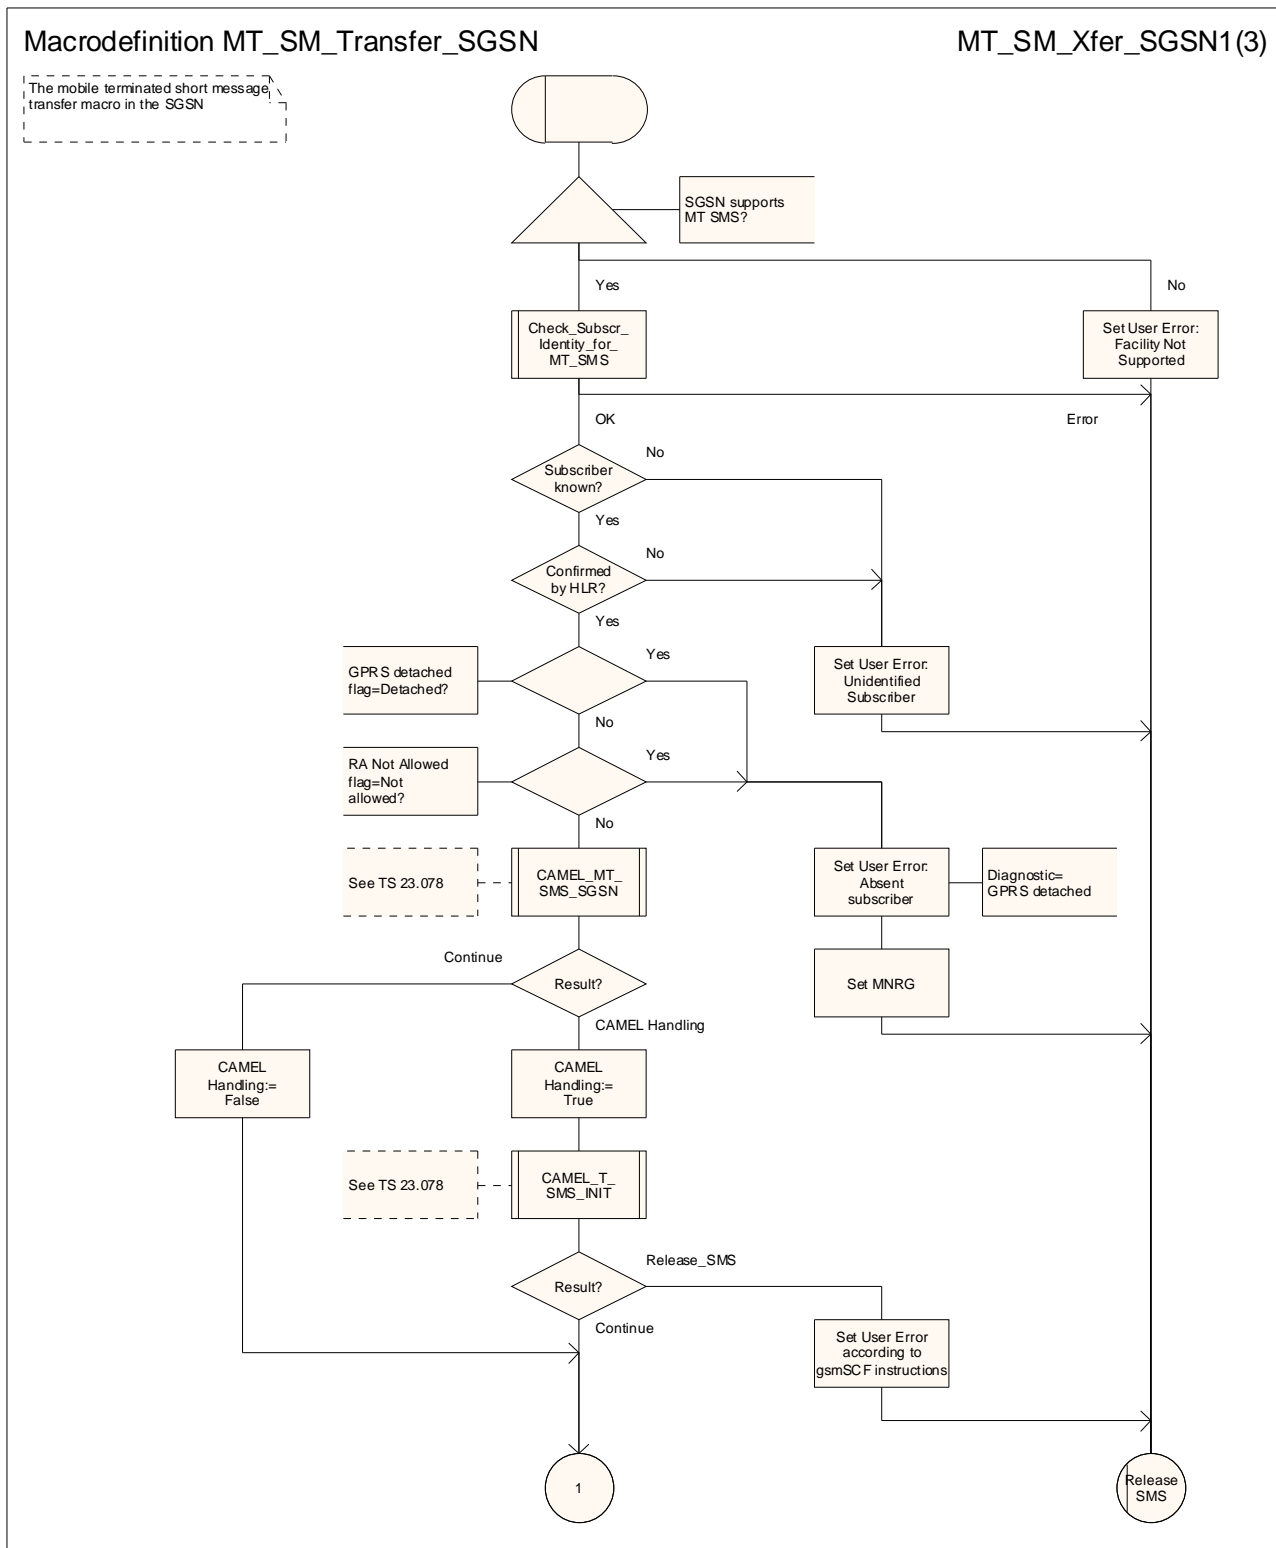 Macrodefinition MT_SM_Transfer_SGSN
MT_SM_Xfer_SGSN1(3)
The mobile terminated short message
transfer macro in the SGSN
SGSN supports
MT SMS?
Yes
No
Check_Subscr_
Identity_for_
MT_SMS
Set User Error:
Facility Not
Supported
OK
Error
Subscriber
known?
No
Yes
Confirmed
by HLR?
No
Yes
GPRS detached
flag=Detached?
Yes
Set User Error:
Unidentified
Subscriber
No
RA Not Allowed
flag=Not
allowed?
Yes
No
See TS 23.078
CAMEL_MT_
SMS_SGSN
Set User Error:
Absent
subscriber
Diagnostic=
GPRS detached
Continue
Result?
Set MNRG
CAMEL Handling
CAMEL
Handling:=
False
CAMEL
Handling:=
True
See TS 23.078
CAMEL_T_
SMS_INIT
Result?
Release_SMS
Continue
Set User Error
according to
gsmSCF instructions
1
Release
SMS